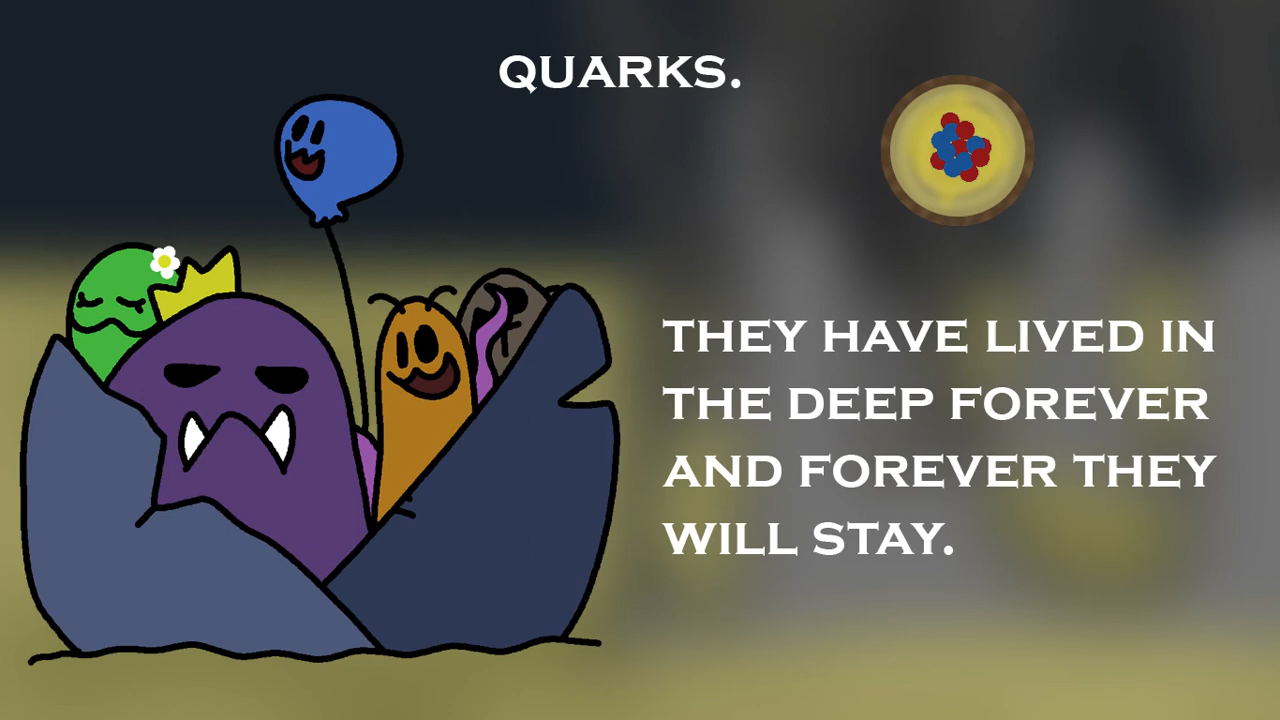 QUARKS.
THEY HAVE LIVED IN
THE DEEP FOREVER
AND FOREVER THEY
WILL STAY.